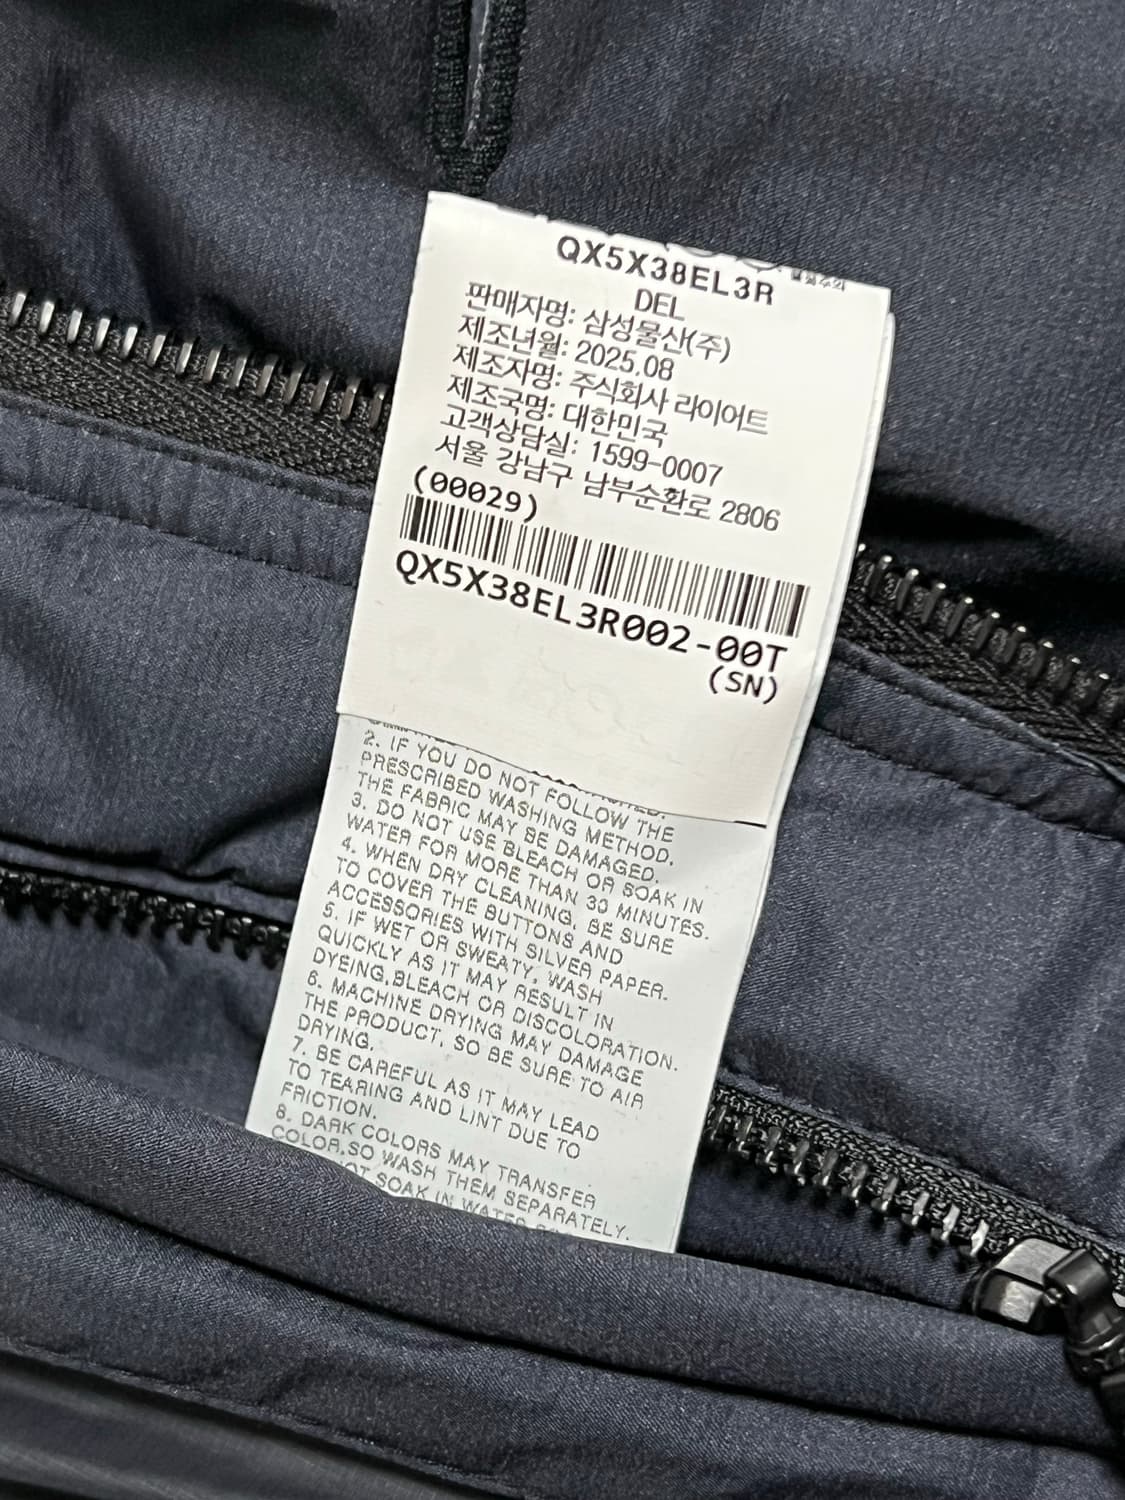 QX5X38EL3R
DEL
판매자명: 삼성물산(주)
제조년월: 2025.08
제조자명: 주식회사 라이어트
제조국명: 대한민국
고객상담실: 1599-0007
서울 강남구 남부순환로 2806
(00029)
QX5X38EL3R002-00T
(SN)
2. IF YOU DO NOT FOLLOW THE
PRESCRIBED WASHING METHOD,
THE FABRIC MAY BE DAMAGED.
3. DO NOT USE BLEACH OR SOAK IN
WATER FOR MORE THAN 30 MINUTES.
4. WHEN DRY CLEANING, BE SURE
TO COVER THE BUTTONS AND
ACCESSORIES WITH SILVER PAPER.
5. IF WET OR SWEATY, WASH
QUICKLY AS IT MAY RESULT IN
DYEING,BLEACH OR DISCOLORATION.
6. MACHINE DRYING MAY DAMAGE
THE PRODUCT, SO BE SURE TO AIR
DRYING.
7. BE CAREFUL AS IT MAY LEAD
TO TEARING AND LINT DUE TO
FRICTION.
8. DARK COLORS MAY TRANSFER
COLOR,SO WASH THEM SEPARATELY.
SOAK IN WATER